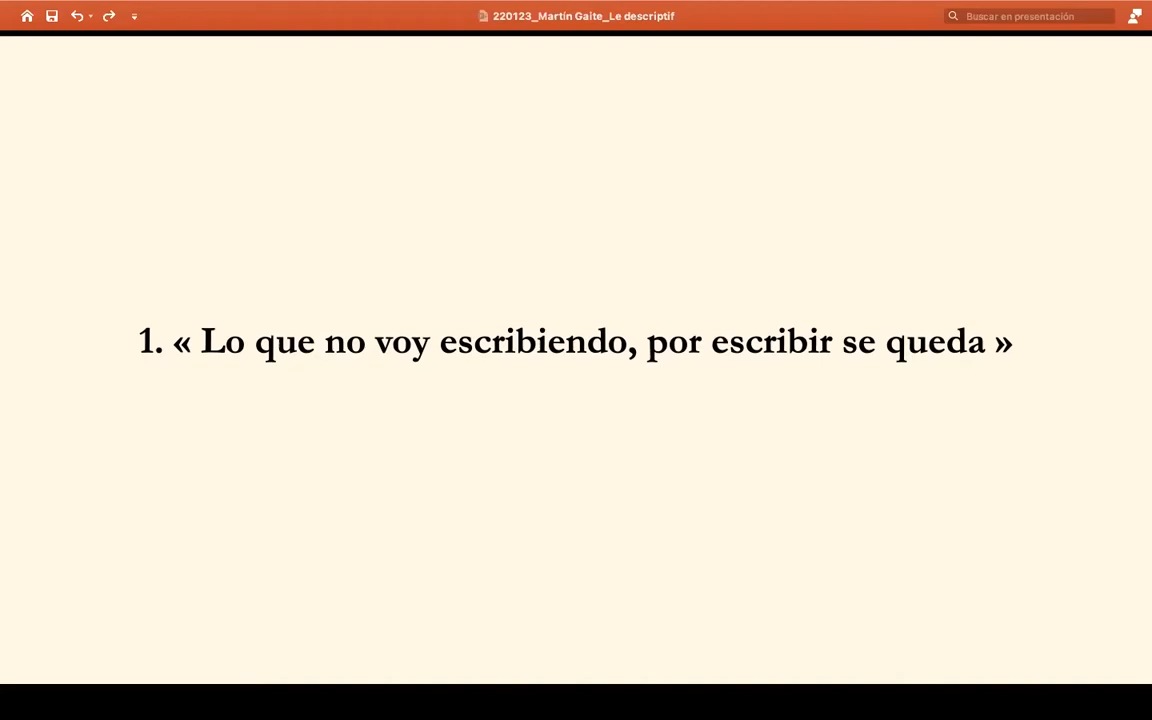 220123_Martín Gaite_Le descriptif
Buscar en presentación
1. « Lo que no voy escribiendo, por escribir se queda »